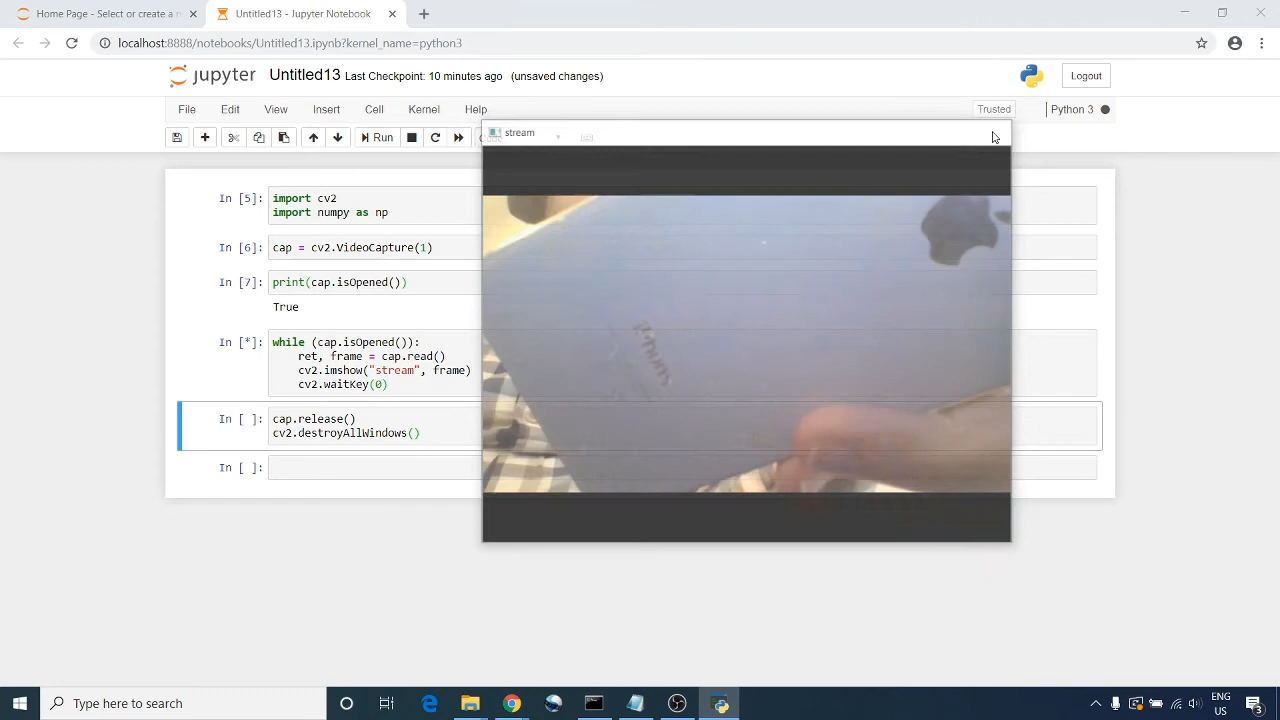 Home Page - Select or create a n
Untitled13 - Jupyter Notebook
localhost:8888/notebooks/Untitled13.ipynb?kernel_name=python3
jupyter Untitled13 Last Checkpoint: 10 minutes ago (unsaved changes)
Logout
File Edit View Insert Cell Kernel Help
Trusted
Python 3
Run
stream
In [5]: import cv2
import numpy as np
In [6]: cap = cv2.VideoCapture(1)
In [7]: print(cap.isOpened())
True
In [*]: while (cap.isOpened()):
ret, frame = cap.read()
cv2.imshow("stream", frame)
cv2.waitKey(0)
In [ ]: cap.release()
cv2.destroyAllWindows()
In [ ]:
Type here to search
ENG
US
3